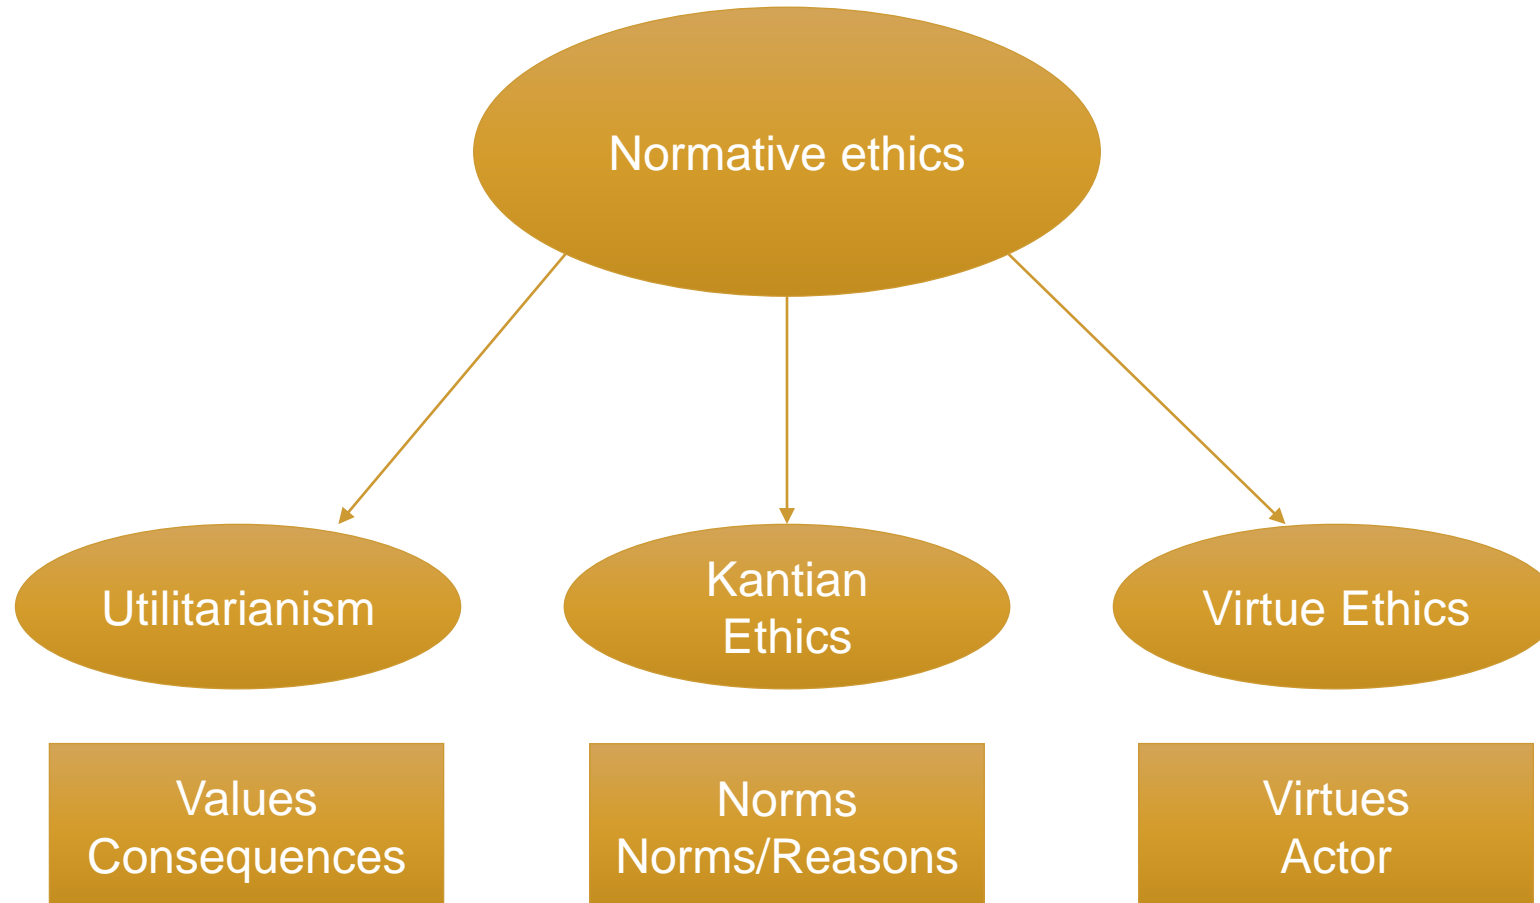 Normative ethics
Utilitarianism
Kantian
Ethics
Virtue Ethics
Values
Consequences
Norms
Norms/Reasons
Virtues
Actor